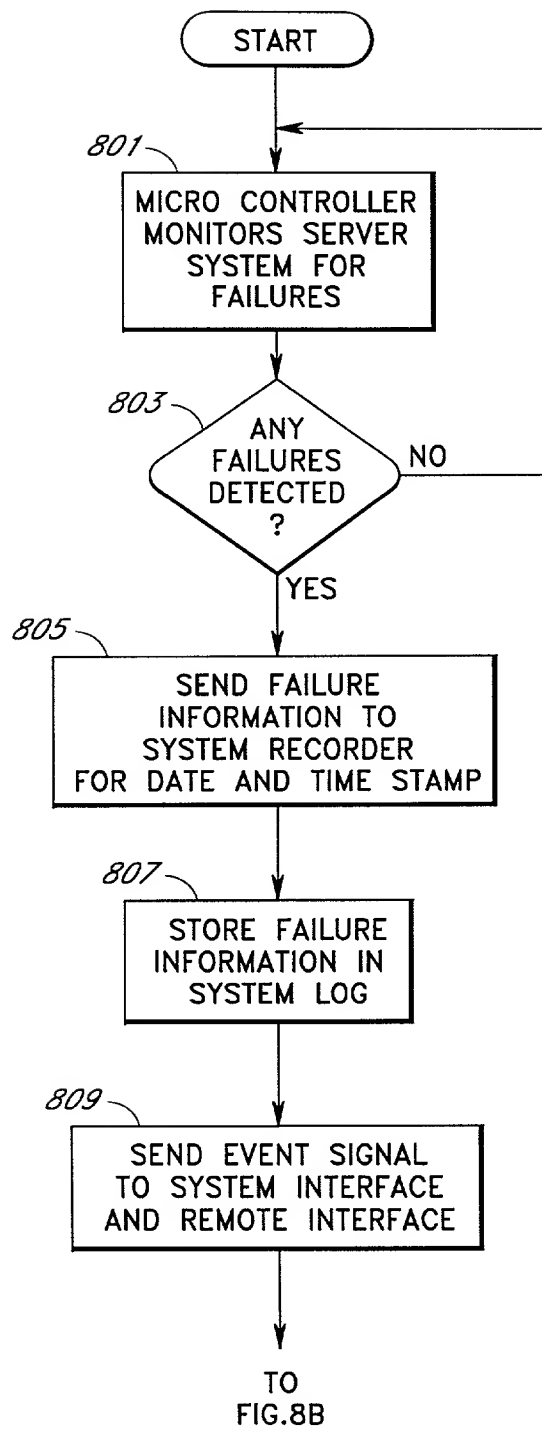 START
801
MICRO CONTROLLER
MONITORS SERVER
SYSTEM FOR
FAILURES
803
ANY
FAILURES
DETECTED
?
NO
YES
805
SEND FAILURE
INFORMATION TO
SYSTEM RECORDER
FOR DATE AND TIME STAMP
807
STORE FAILURE
INFORMATION IN
SYSTEM LOG
809
SEND EVENT SIGNAL
TO SYSTEM INTERFACE
AND REMOTE INTERFACE
TO
FIG.8B